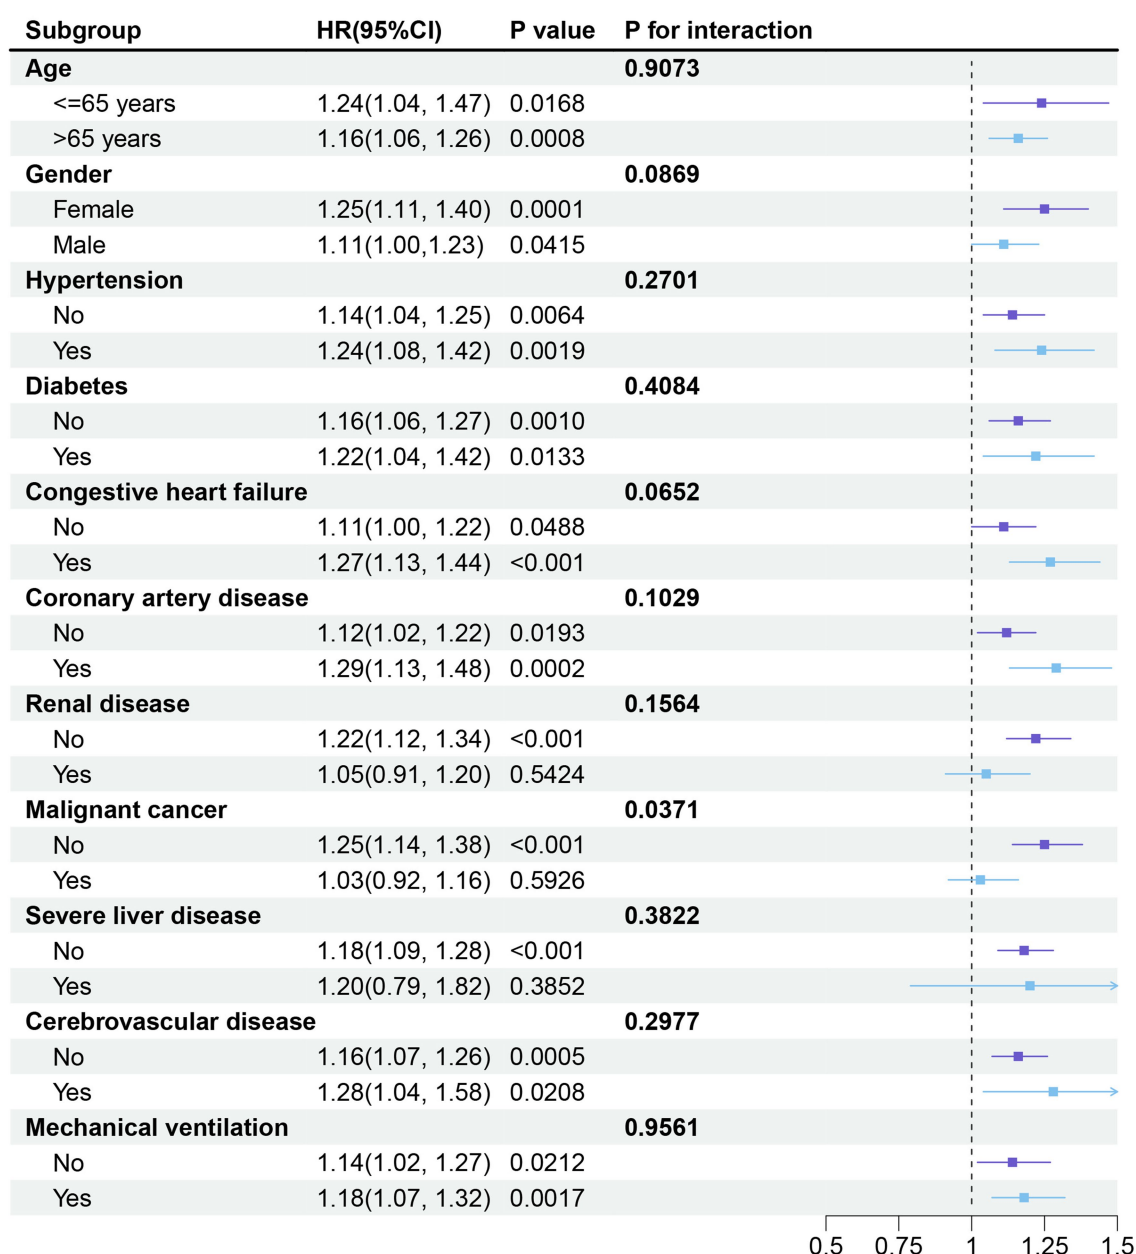 Subgroup HR(95%CI) P value P for interaction
Age 0.9073
<=65 years 1.24(1.04, 1.47) 0.0168
>65 years 1.16(1.06, 1.26) 0.0008
Gender 0.0869
Female 1.25(1.11, 1.40) 0.0001
Male 1.11(1.00,1.23) 0.0415
Hypertension 0.2701
No 1.14(1.04, 1.25) 0.0064
Yes 1.24(1.08, 1.42) 0.0019
Diabetes 0.4084
No 1.16(1.06, 1.27) 0.0010
Yes 1.22(1.04, 1.42) 0.0133
Congestive heart failure 0.0652
No 1.11(1.00, 1.22) 0.0488
Yes 1.27(1.13, 1.44) <0.001
Coronary artery disease 0.1029
No 1.12(1.02, 1.22) 0.0193
Yes 1.29(1.13, 1.48) 0.0002
Renal disease 0.1564
No 1.22(1.12, 1.34) <0.001
Yes 1.05(0.91, 1.20) 0.5424
Malignant cancer 0.0371
No 1.25(1.14, 1.38) <0.001
Yes 1.03(0.92, 1.16) 0.5926
Severe liver disease 0.3822
No 1.18(1.09, 1.28) <0.001
Yes 1.20(0.79, 1.82) 0.3852
Cerebrovascular disease 0.2977
No 1.16(1.07, 1.26) 0.0005
Yes 1.28(1.04, 1.58) 0.0208
Mechanical ventilation 0.9561
No 1.14(1.02, 1.27) 0.0212
Yes 1.18(1.07, 1.32) 0.0017
0.5 0.75 1 1.25 1.5